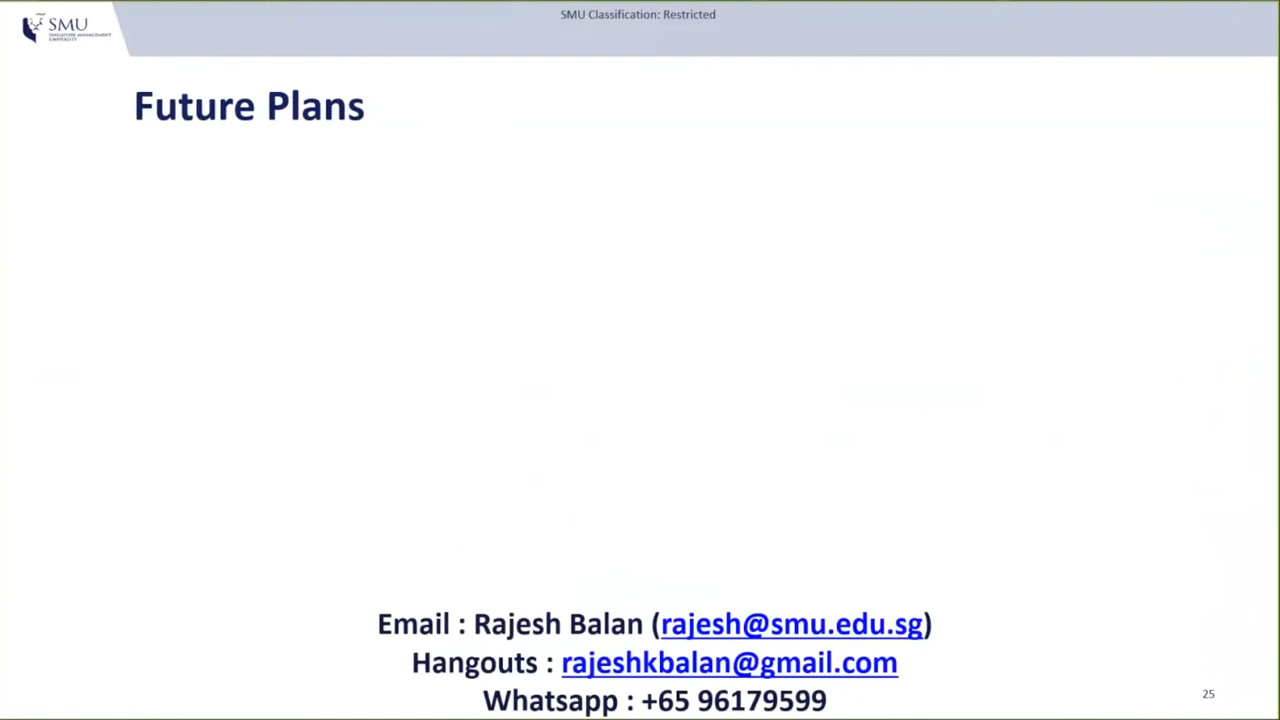 SMU Classification: Restricted
SMU
SINGAPORE MANAGEMENT
UNIVERSITY
Future Plans
Email : Rajesh Balan (rajesh@smu.edu.sg)
Hangouts : rajeshkbalan@gmail.com
Whatsapp : +65 96179599
25